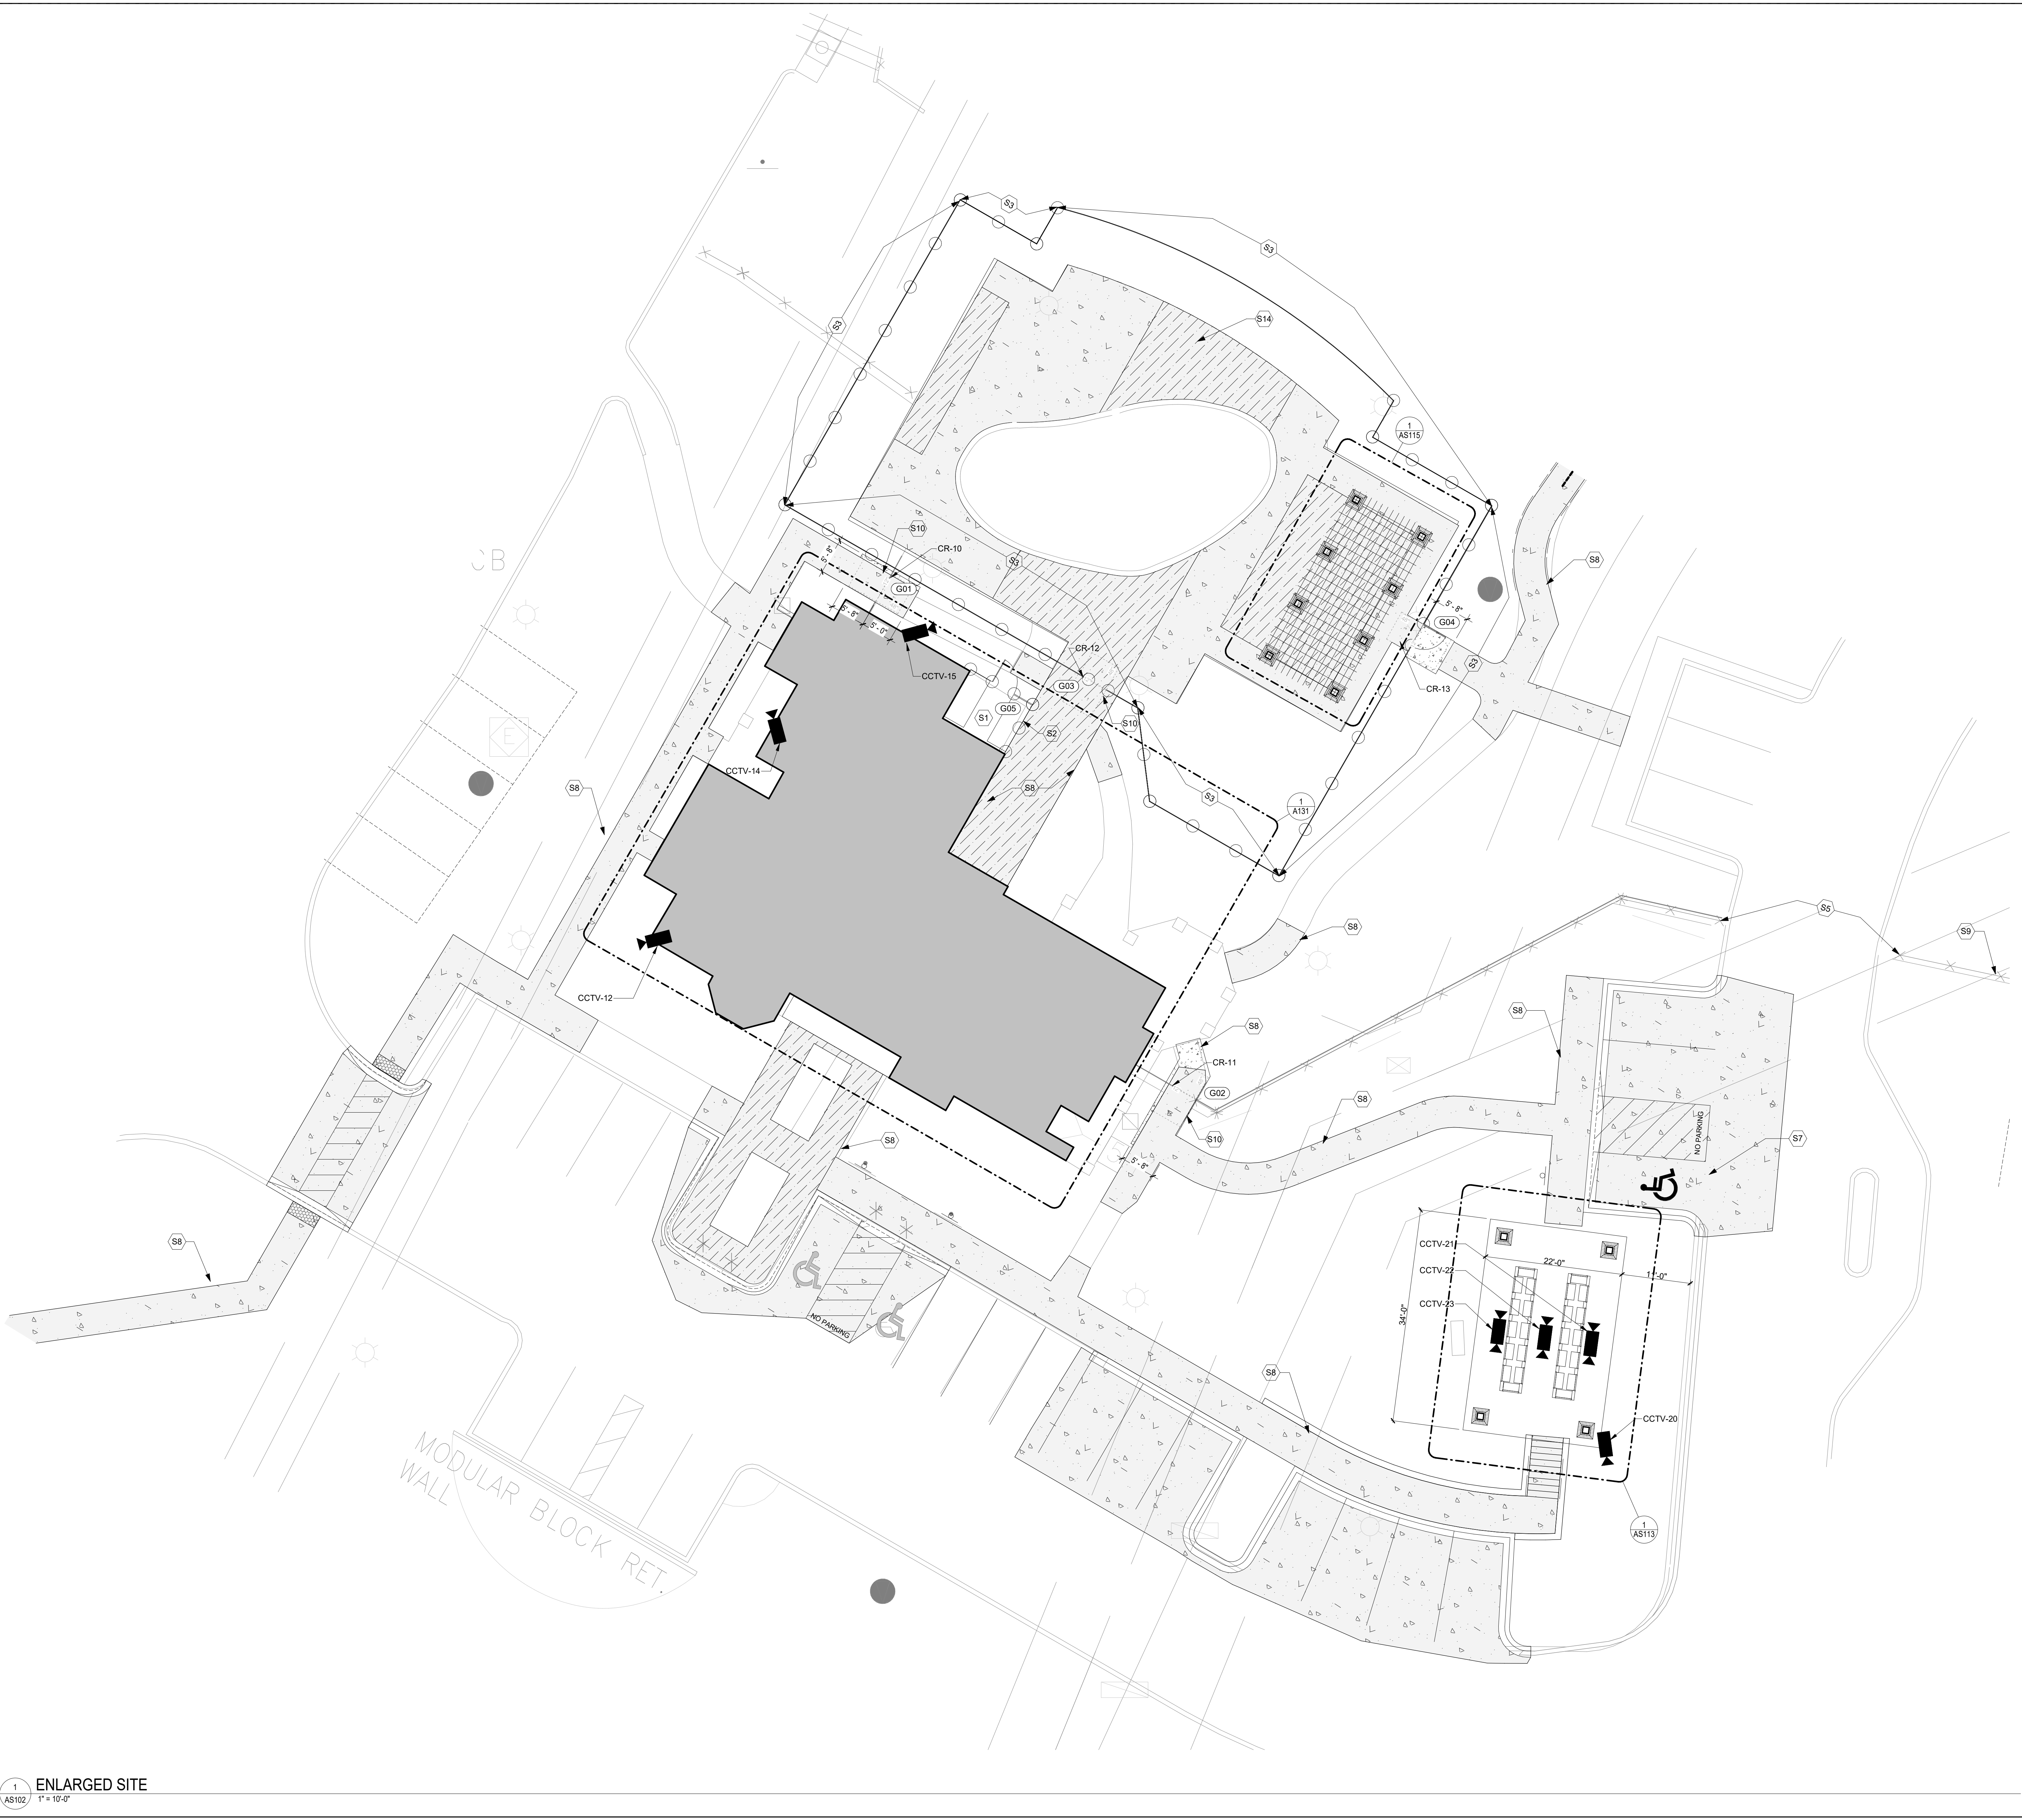 S3
S3
S3
S14
1
AS115
S10
CR-10
5' - 8"
G01
S3
CB
S8
5' - 8"
5' - 0"
5' - 8"
G04
CR-12
CCTV-15
G03
S3
CR-13
G05
S1
S10
S2
E
CCTV-14
S8
S8
S3
1
A131
S5
S8
S9
CCTV-12
S8
S8
CR-11
G02
S8
S10
NO PARKING
S7
S8
5' - 8"
S8
CCTV-21
22'-0"
CCTV-22
11'-0"
CCTV-23
34'-0"
NO PARKING
S8
CCTV-20
MODULAR BLOCK RET.
WALL
1
AS113
1
AS102
ENLARGED SITE
1" = 10'-0"